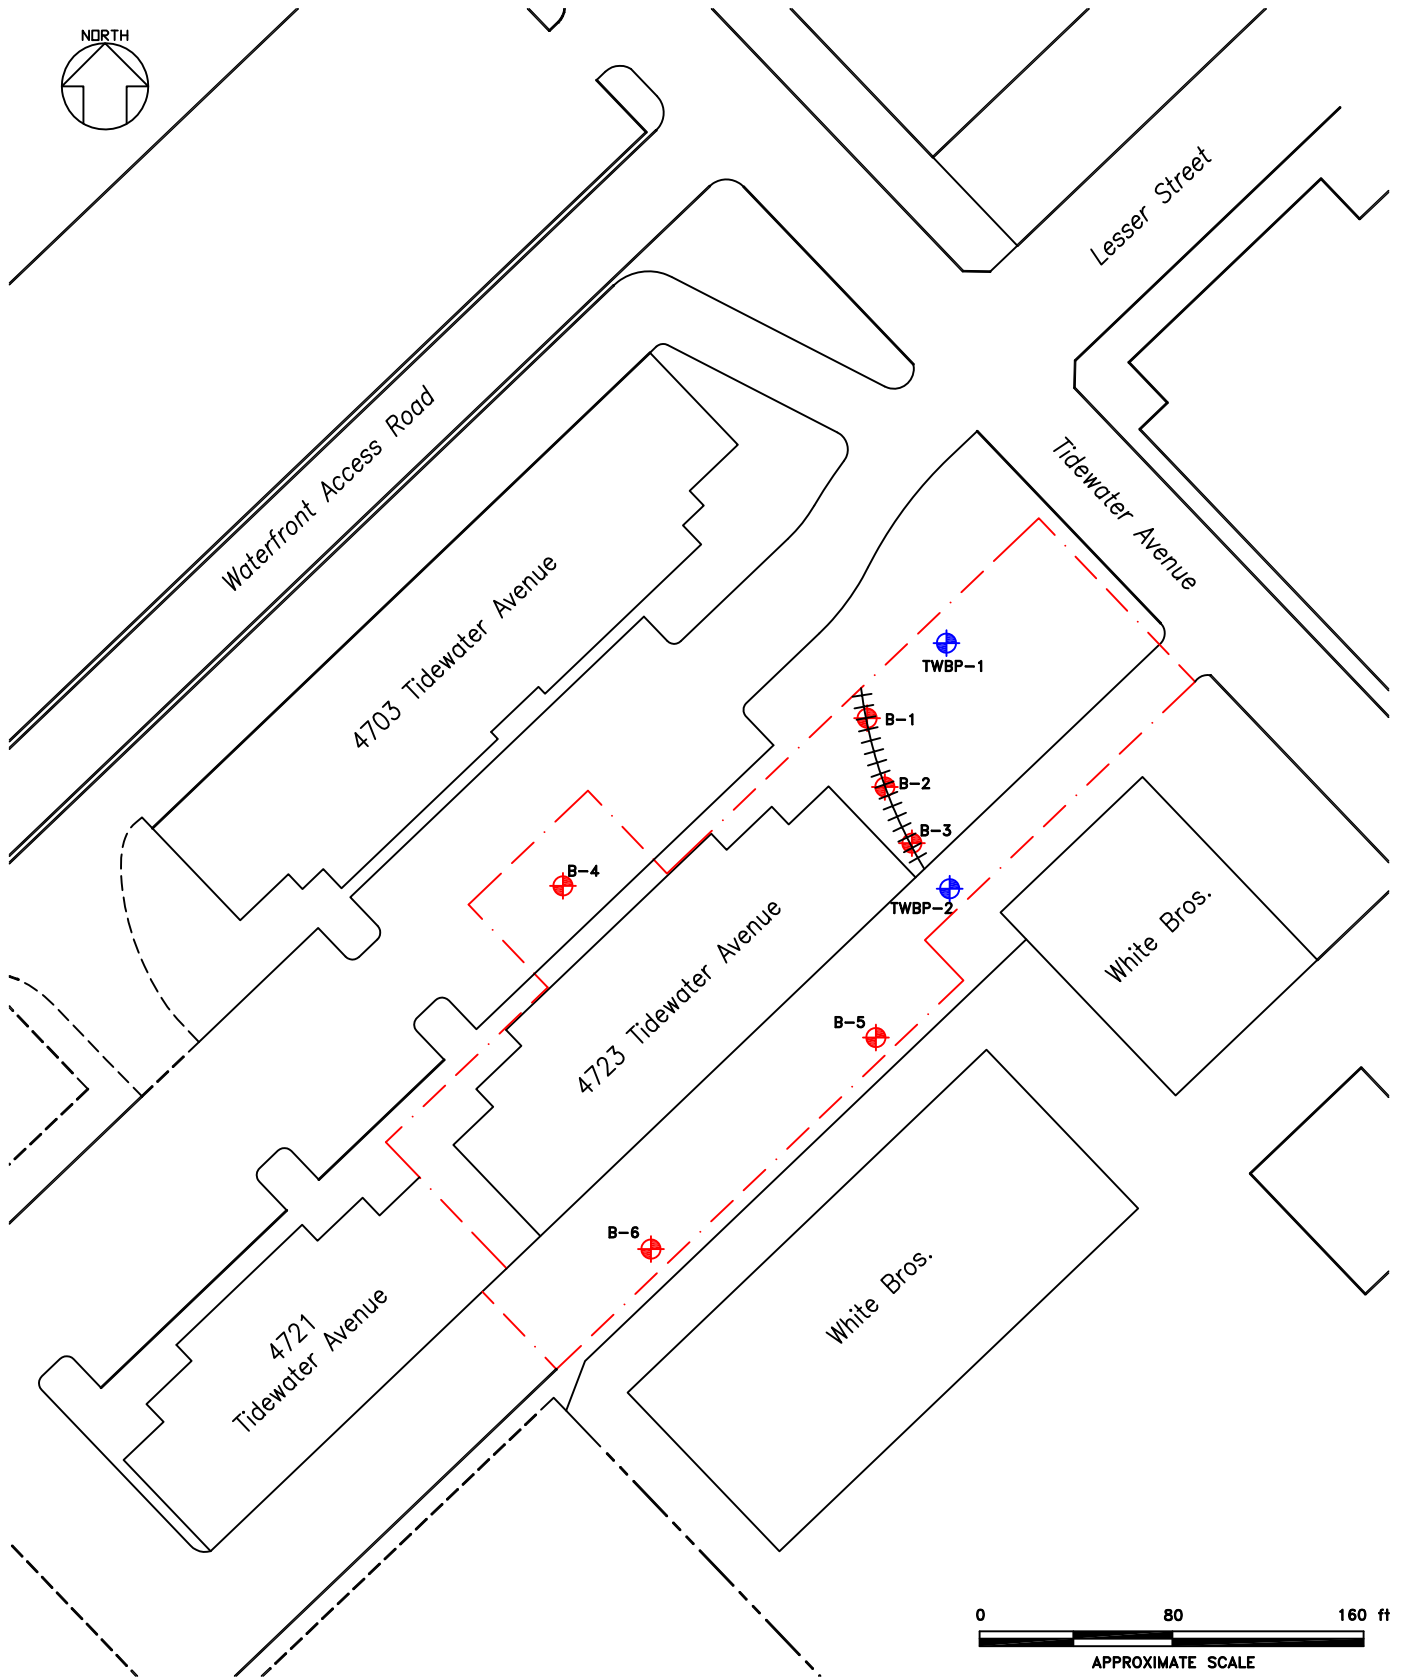 NORTH
Lesser Street
Waterfront Access Road
Tidewater Avenue
4703 Tidewater Avenue
TWBP-1
B-1
B-2
B-3
B-4
TWBP-2
4723 Tidewater Avenue
White Bros.
B-5
B-6
White Bros.
4721
Tidewater Avenue
0 80 160 ft
APPROXIMATE SCALE